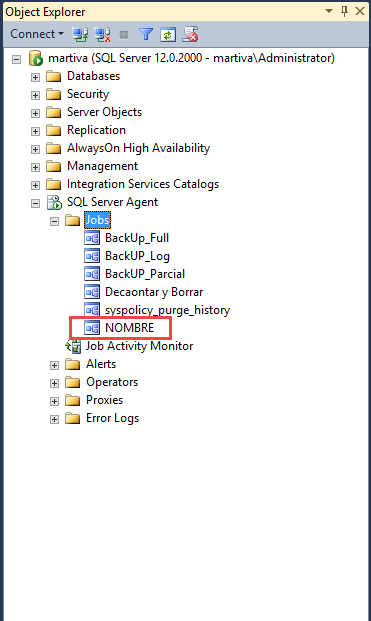 Object Explorer
Connect
martiva (SQL Server 12.0.2000 - martiva\Administrator)
Databases
Security
Server Objects
Replication
AlwaysOn High Availability
Management
Integration Services Catalogs
SQL Server Agent
Jobs
BackUp_Full
BackUP_Log
BackUP_Parcial
Decaontar y Borrar
syspolicy_purge_history
NOMBRE
Job Activity Monitor
Alerts
Operators
Proxies
Error Logs